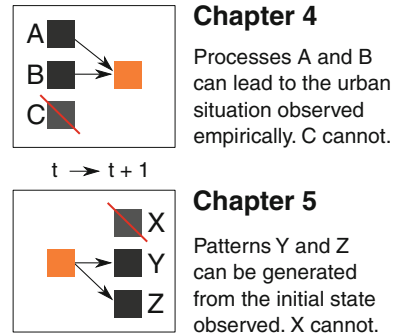 Chapter 4
A
B
C
Processes A and B
can lead to the urban
situation observed
empirically. C cannot.
t → t + 1
Chapter 5
X
Y
Z
Patterns Y and Z
can be generated
from the initial state
observed. X cannot.